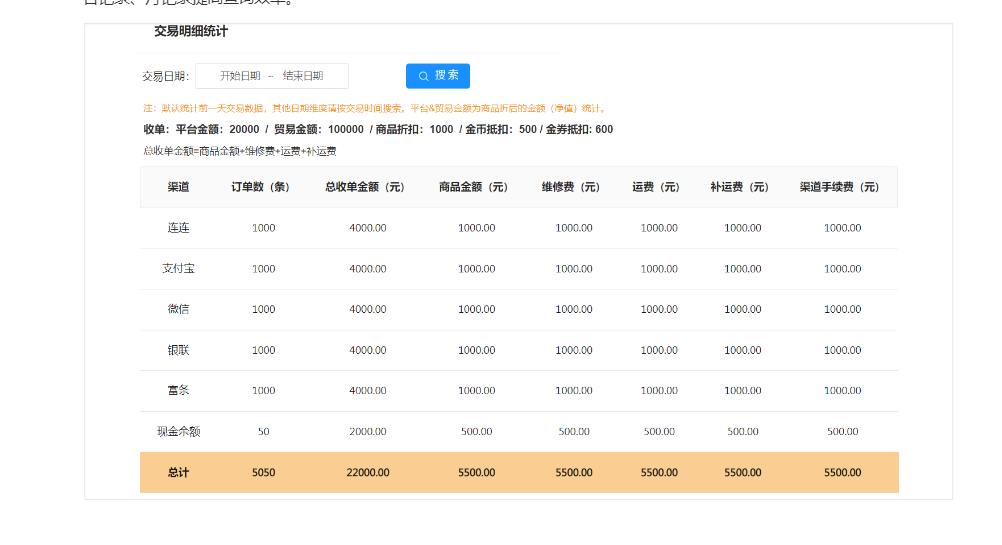 日记录、月记录提高查询效率。
交易明细统计
交易日期： 开始日期 ~ 结束日期 搜 索
注：默认统计前一天交易数据，其他日期维度请按交易时间搜索。平台&贸易金额为商品折后的金额（净值）统计。
收单：平台金额：20000 / 贸易金额：100000 / 商品折扣：1000 / 金币抵扣：500 / 金券抵扣: 600
总收单金额=商品金额+维修费+运费+补运费
渠道 订单数（条） 总收单金额（元） 商品金额（元） 维修费（元） 运费（元） 补运费（元） 渠道手续费（元）
连连 1000 4000.00 1000.00 1000.00 1000.00 1000.00 1000.00
支付宝 1000 4000.00 1000.00 1000.00 1000.00 1000.00 1000.00
微信 1000 4000.00 1000.00 1000.00 1000.00 1000.00 1000.00
银联 1000 4000.00 1000.00 1000.00 1000.00 1000.00 1000.00
富条 1000 4000.00 1000.00 1000.00 1000.00 1000.00 1000.00
现金余额 50 2000.00 500.00 500.00 500.00 500.00 500.00
总计 5050 22000.00 5500.00 5500.00 5500.00 5500.00 5500.00